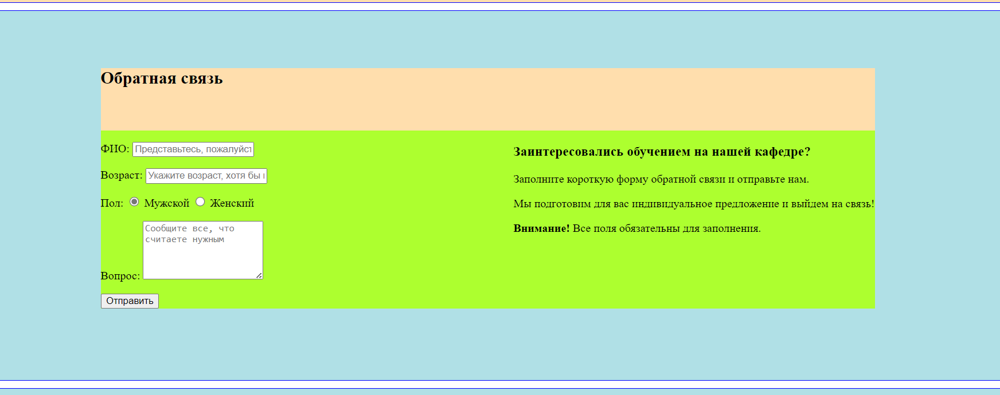 Обратная связь
ФИО: Представьтесь, пожалуйст
Возраст: Укажите возраст, хотя бы
Пол: Мужской Женский
Сообщите все, что
считаете нужным
Вопрос:
Отправить
Заинтересовались обучением на нашей кафедре?
Заполните короткую форму обратной связи и отправьте нам.
Мы подготовим для вас индивидуальное предложение и выйдем на связь!
Внимание! Все поля обязательны для заполнения.